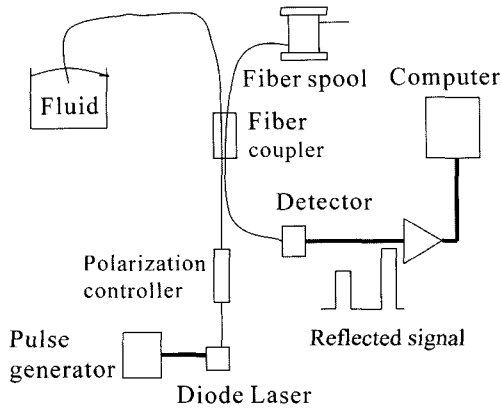 Fiber spool
Computer
Fluid
Fiber
coupler
Detector
Polarization
controller
Reflected signal
Pulse
generator
Diode Laser